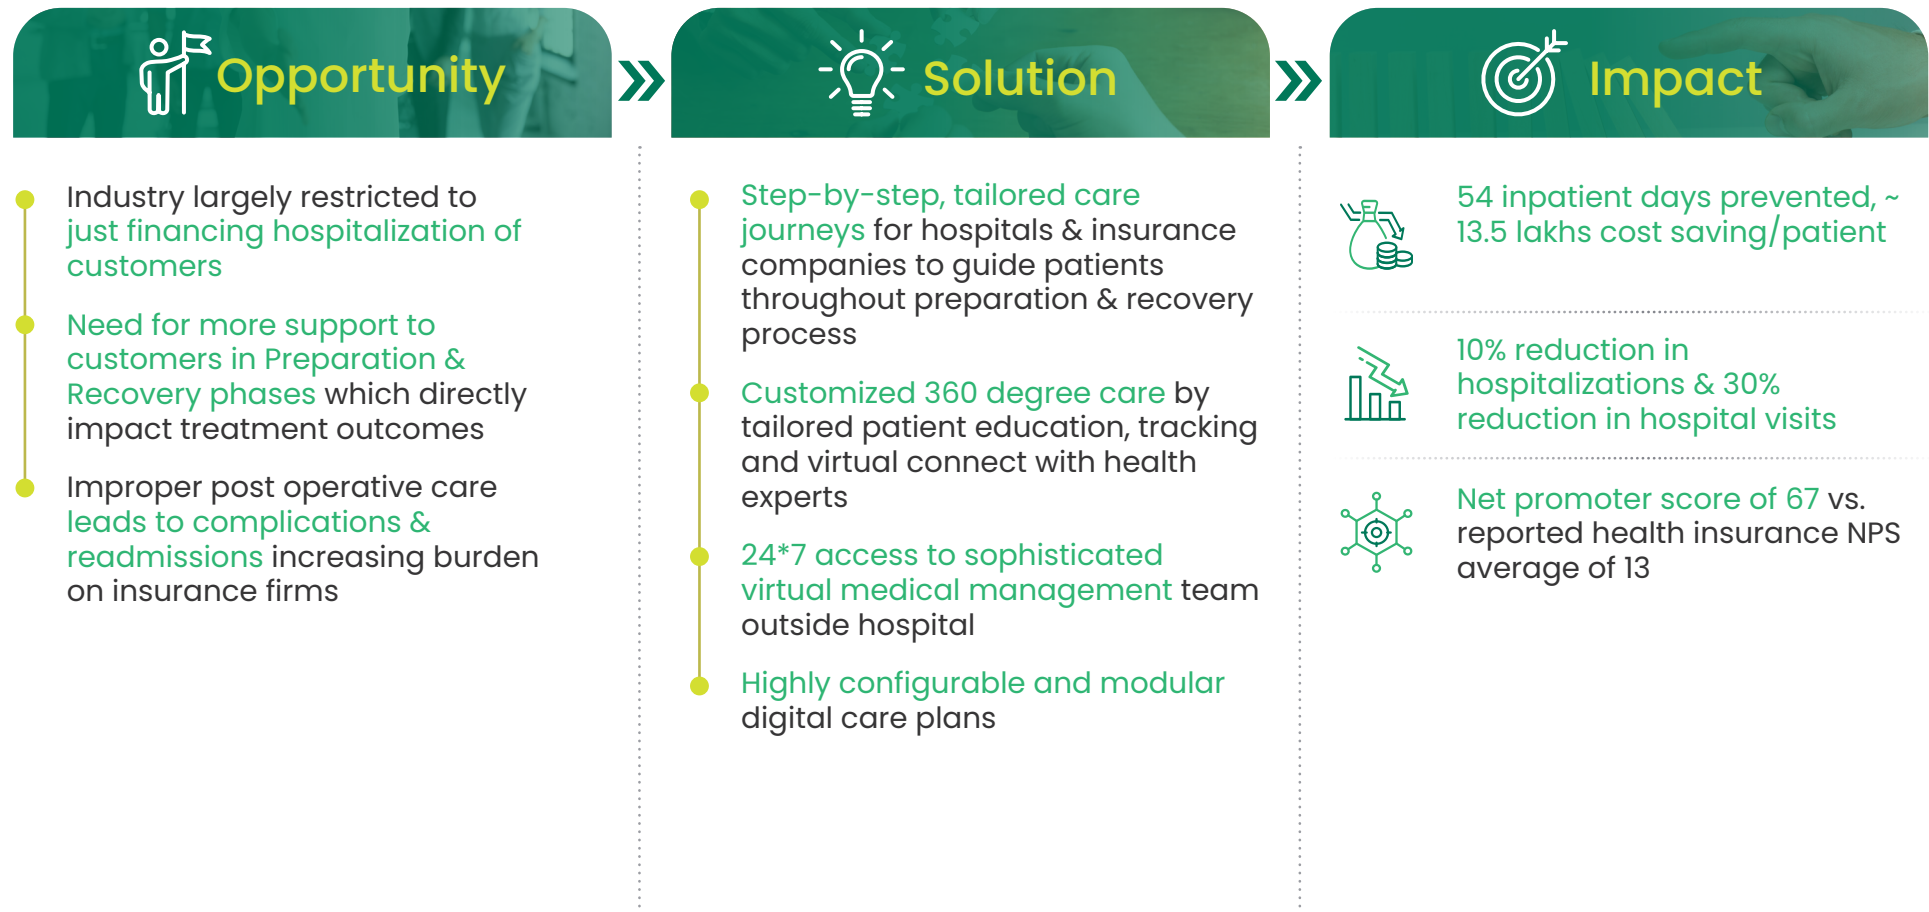 Opportunity
Industry largely restricted to
just financing hospitalization of
customers
Need for more support to
customers in Preparation &
Recovery phases which directly
impact treatment outcomes
Improper post operative care
leads to complications &
readmissions increasing burden
on insurance firms
Solution
Step-by-step, tailored care
journeys for hospitals & insurance
companies to guide patients
throughout preparation & recovery
process
Customized 360 degree care by
tailored patient education, tracking
and virtual connect with health
experts
24*7 access to sophisticated
virtual medical management team
outside hospital
Highly configurable and modular
digital care plans
Impact
54 inpatient days prevented, ~
13.5 lakhs cost saving/patient
10% reduction in
hospitalizations & 30%
reduction in hospital visits
Net promoter score of 67 vs.
reported health insurance NPS
average of 13